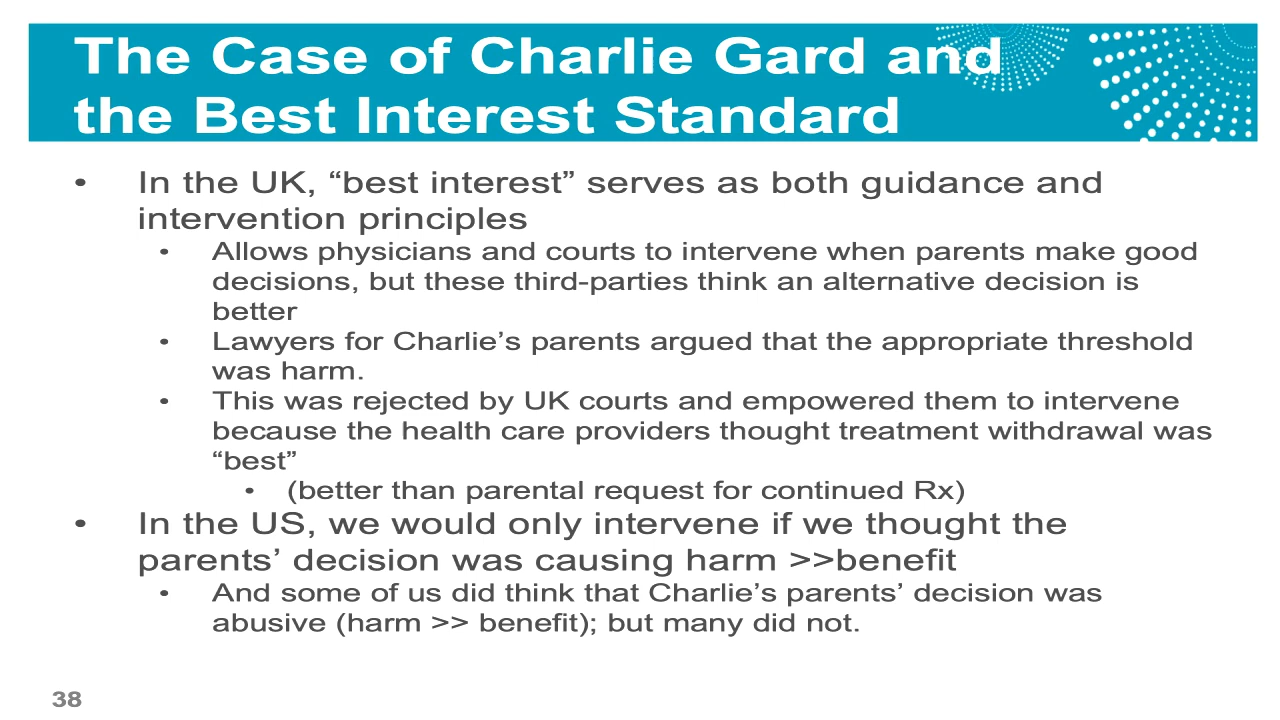 The Case of Charlie Gard and
the Best Interest Standard
• In the UK, “best interest” serves as both guidance and
intervention principles
• Allows physicians and courts to intervene when parents make good
decisions, but these third-parties think an alternative decision is
better
• Lawyers for Charlie’s parents argued that the appropriate threshold
was harm.
• This was rejected by UK courts and empowered them to intervene
because the health care providers thought treatment withdrawal was
“best”
• (better than parental request for continued Rx)
• In the US, we would only intervene if we thought the
parents’ decision was causing harm >>benefit
• And some of us did think that Charlie’s parents’ decision was
abusive (harm >> benefit); but many did not.
38